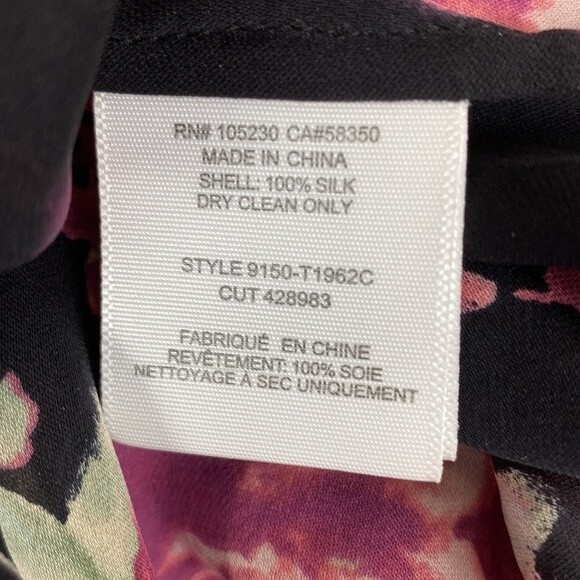 RN# 105230 CA#58350
MADE IN CHINA
SHELL: 100% SILK
DRY CLEAN ONLY
STYLE 9150-T1962C
CUT 428983
FABRIQUÉ EN CHINE
REVÊTEMENT: 100% SOIE
NETTOYAGE À SEC UNIQUEMENT